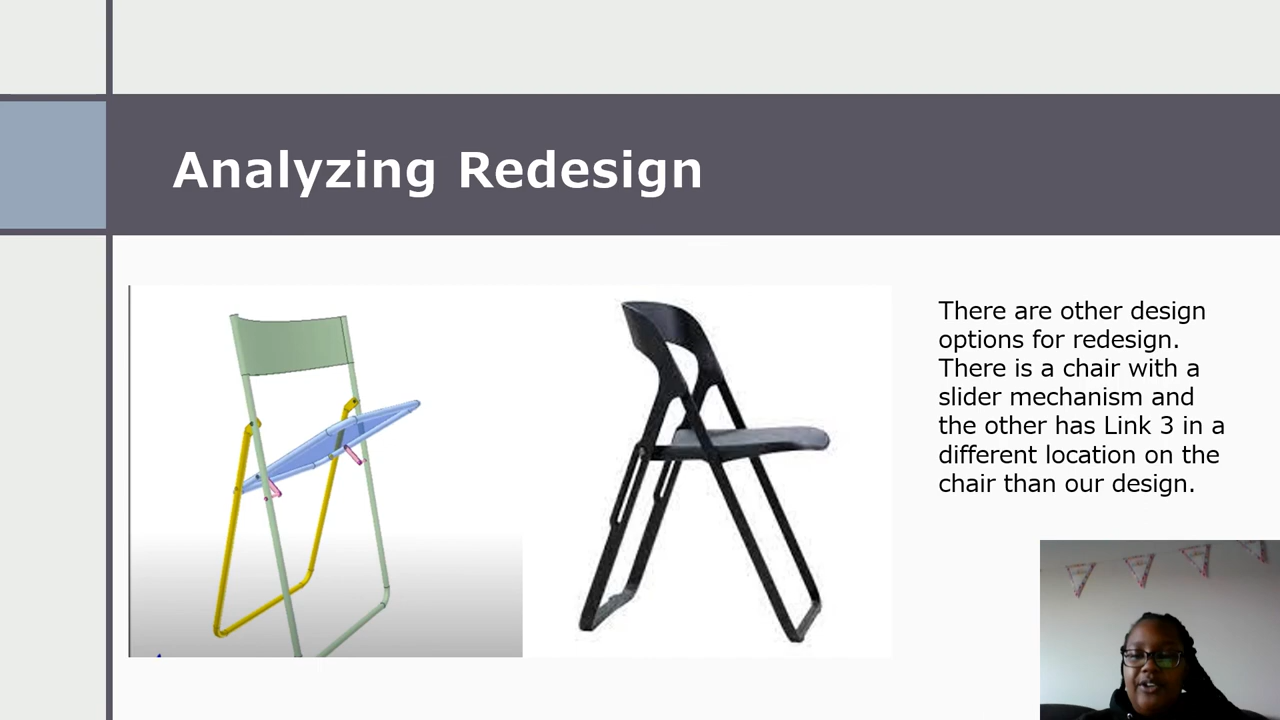 Analyzing Redesign
There are other design
options for redesign.
There is a chair with a
slider mechanism and
the other has Link 3 in a
different location on the
chair than our design.